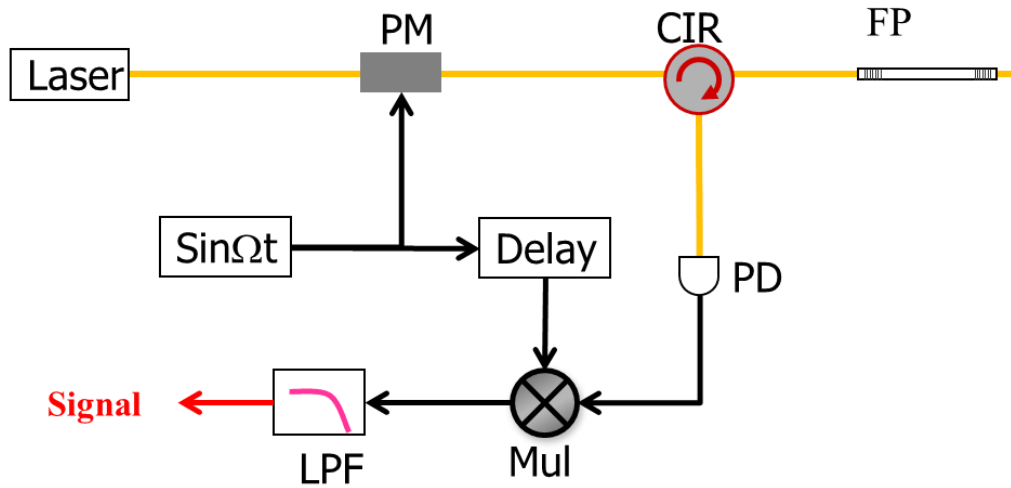 PM
CIR
FP
Laser
SinΩt
Delay
PD
Signal
LPF
Mul